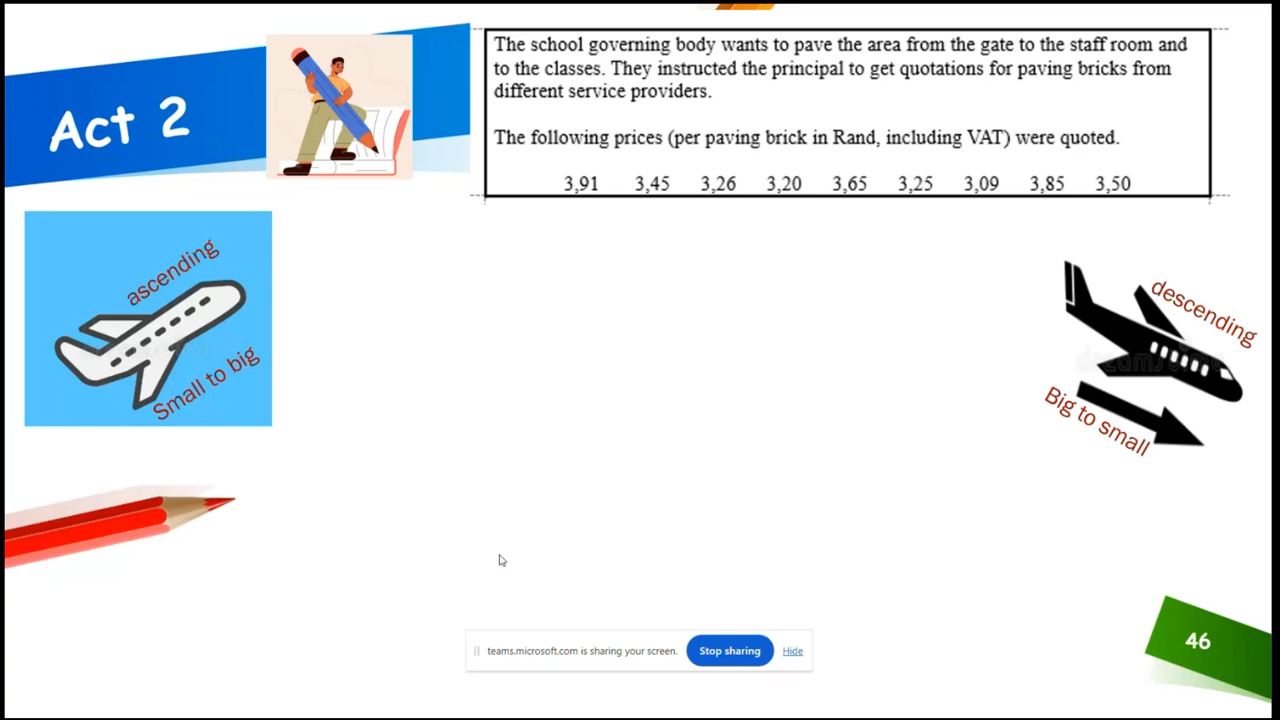 Act 2
The school governing body wants to pave the area from the gate to the staff room and
to the classes. They instructed the principal to get quotations for paving bricks from
different service providers.
The following prices (per paving brick in Rand, including VAT) were quoted.
3,91 3,45 3,26 3,20 3,65 3,25 3,09 3,85 3,50
ascending
Small to big
descending
Big to small
teams.microsoft.com is sharing your screen. Stop sharing Hide
46